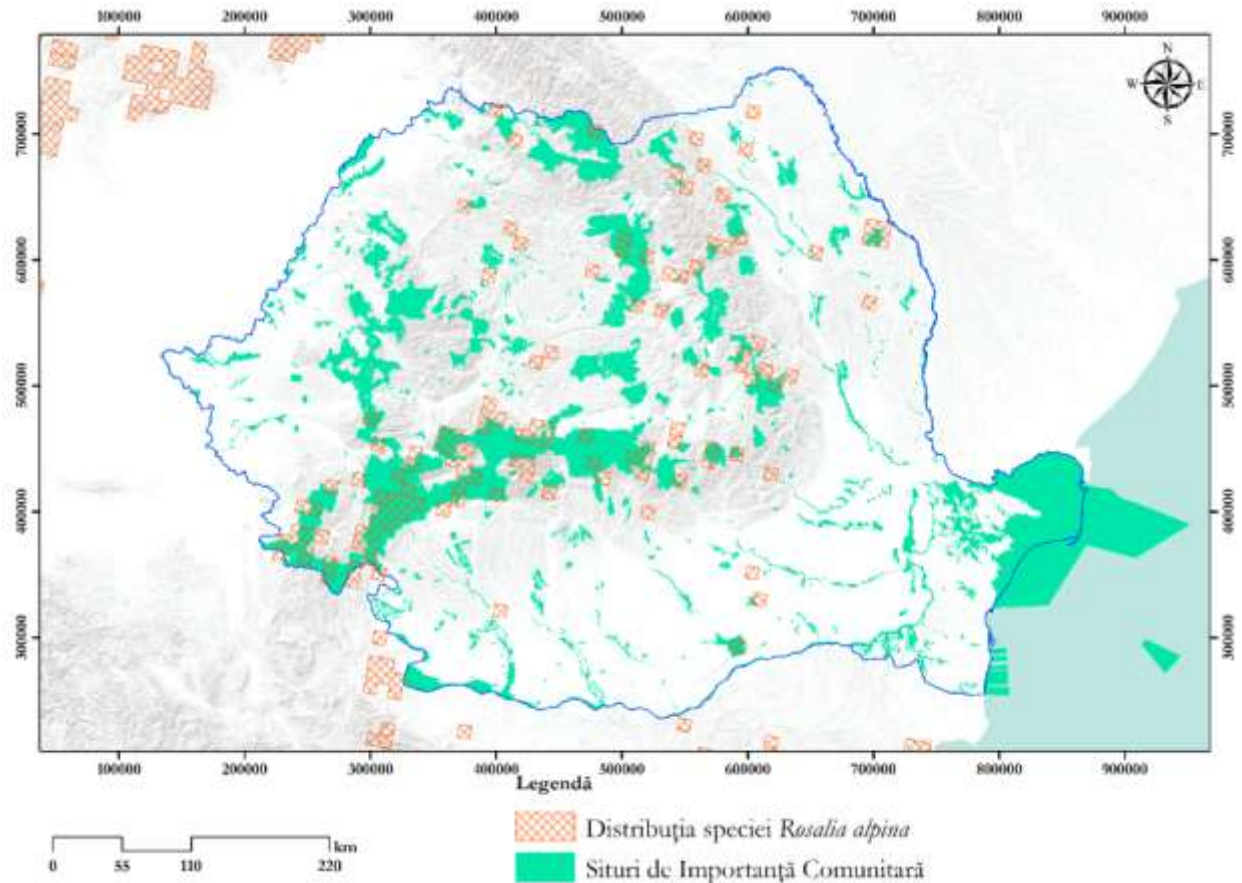 100000 200000 300000 400000 500000 600000 700000 800000 900000
N
W E
S
700000 700000
600000 600000
500000 500000
400000 400000
300000 300000
100000 200000 300000 400000 500000 600000 700000 800000 900000
Legendă
km
0 55 110 220
Distribuția speciei Rosalia alpina
Situri de Importanță Comunitară